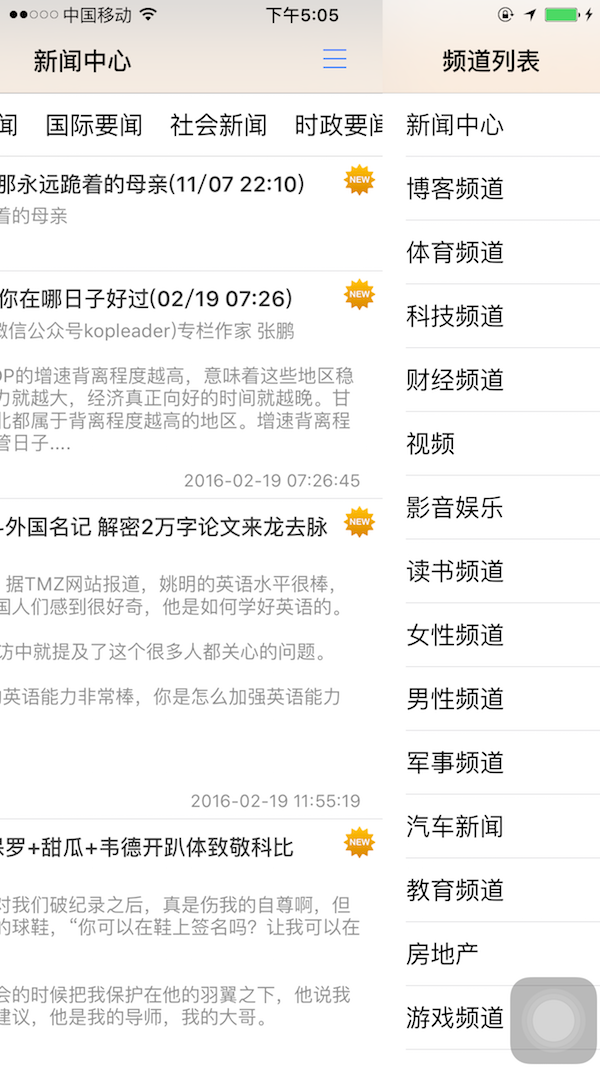 中国移动
下午5:05
新闻中心
频道列表
闻 国际要闻 社会新闻 时政要闻
那永远跪着的母亲(11/07 22:10)
NEW
着的母亲
你在哪日子好过(02/19 07:26)
NEW
微信公众号kopleader)专栏作家 张鹏
DP的增速背离程度越高，意味着这些地区稳
力就越大，经济真正向好的时间就越晚。甘
北都属于背离程度越高的地区。增速背离程
管日子....
2016-02-19 07:26:45
-外国名记 解密2万字论文来龙去脉
NEW
据TMZ网站报道，姚明的英语水平很棒，
国人们感到很好奇，他是如何学好英语的。
访中就提及了这个很多人都关心的问题。
的英语能力非常棒，你是怎么加强英语能力
2016-02-19 11:55:19
保罗+甜瓜+韦德开趴体致敬科比
NEW
对我们破纪录之后，真是伤我的自尊啊，但
的球鞋，“你可以在鞋上签名吗？让我可以在
会的时候把我保护在他的羽翼之下，他说我
建议，他是我的导师，我的大哥。
新闻中心
博客频道
体育频道
科技频道
财经频道
视频
影音娱乐
读书频道
女性频道
男性频道
军事频道
汽车新闻
教育频道
房地产
游戏频道